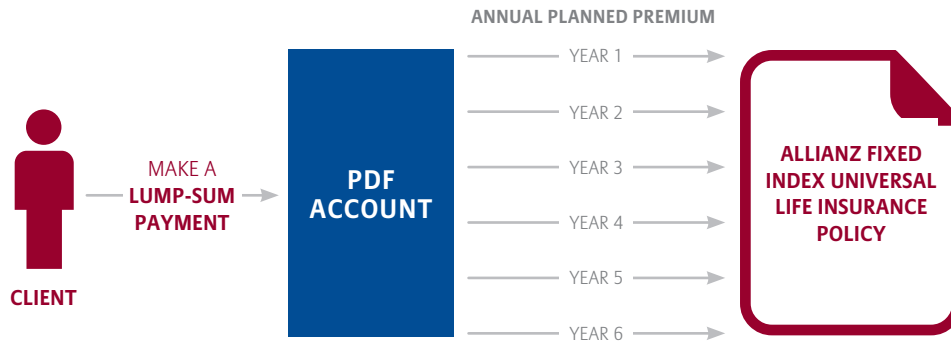 ANNUAL PLANNED PREMIUM
CLIENT
MAKE A
LUMP-SUM
PAYMENT
PDF
ACCOUNT
YEAR 1
YEAR 2
YEAR 3
YEAR 4
YEAR 5
YEAR 6
ALLIANZ FIXED
INDEX UNIVERSAL
LIFE INSURANCE
POLICY